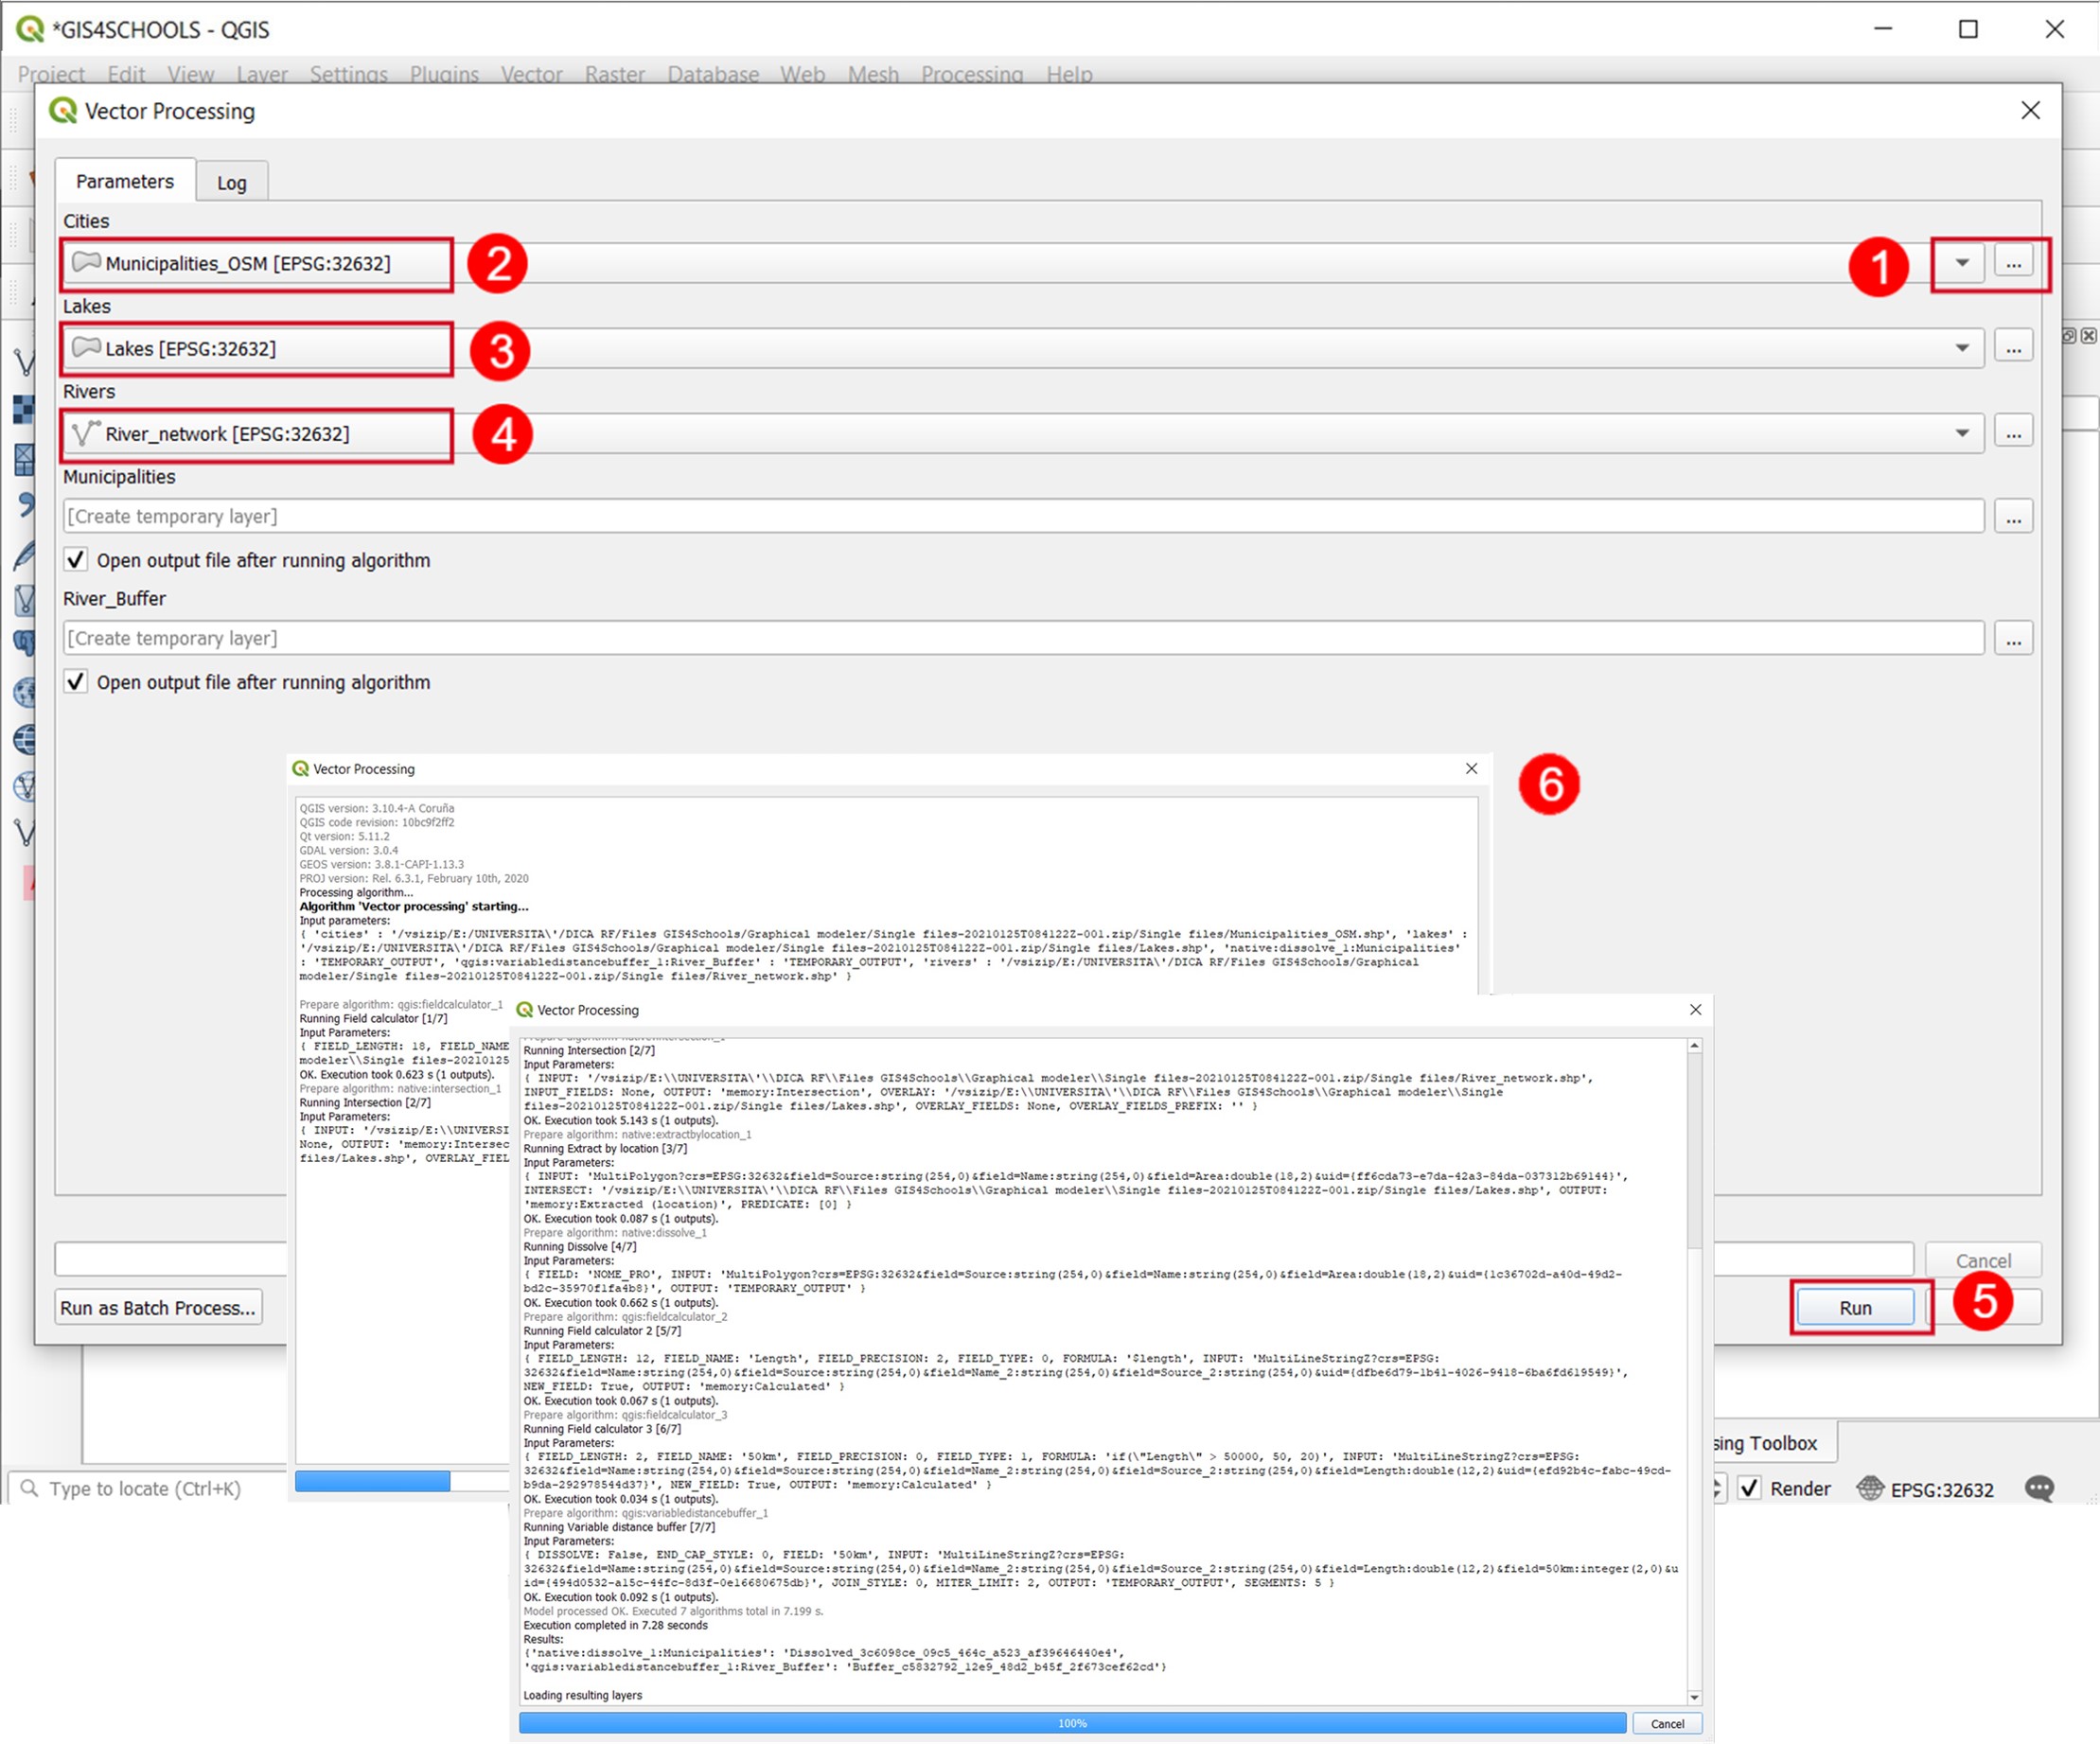 *GIS4SCHOOLS - QGIS
Project Edit View Layer Settings Plugins Vector Raster Database Web Mesh Processing Help
Vector Processing
Parameters Log
Cities
Municipalities_OSM [EPSG:32632] 2 1 ...
Lakes
Lakes [EPSG:32632] 3 ...
Rivers
River_network [EPSG:32632] 4 ...
Municipalities
[Create temporary layer] ...
Open output file after running algorithm
River_Buffer
[Create temporary layer] ...
Open output file after running algorithm
6
Vector Processing
QGIS version: 3.10.4-A Coruña
QGIS code revision: 10bc9f2ff2
Qt version: 5.11.2
GDAL version: 3.0.4
GEOS version: 3.8.1-CAPI-1.13.3
PROJ version: Rel. 6.3.1, February 10th, 2020
Processing algorithm...
Algorithm 'Vector processing' starting...
Input parameters:
{ 'cities' : '/vsizip/E:/UNIVERSITA\'/DICA RF/Files GIS4Schools/Graphical modeler/Single files-20210125T084122Z-001.zip/Single files/Municipalities_OSM.shp', 'lakes' :
'/vsizip/E:/UNIVERSITA\'/DICA RF/Files GIS4Schools/Graphical modeler/Single files-20210125T084122Z-001.zip/Single files/Lakes.shp', 'native:dissolve_1:Municipalities'
: 'TEMPORARY_OUTPUT', 'qgis:variabledistancebuffer_1:River_Buffer' : 'TEMPORARY_OUTPUT', 'rivers' : '/vsizip/E:/UNIVERSITA\'/DICA RF/Files GIS4Schools/Graphical
modeler/Single files-20210125T084122Z-001.zip/Single files/River_network.shp' }
Prepare algorithm: qgis:fieldcalculator_1
Running Field calculator [1/7]
Input Parameters:
{ FIELD_LENGTH: 18, FIELD_NAME
modeler\\Single files-20210125
OK. Execution took 0.623 s (1 outputs).
Prepare algorithm: native:intersection_1
Running Intersection [2/7]
Input Parameters:
{ INPUT: '/vsizip/E:\\UNIVERSI
None, OUTPUT: 'memory:Intersec
files/Lakes.shp', OVERLAY_FIEL
Vector Processing
Running Intersection [2/7]
Input Parameters:
{ INPUT: '/vsizip/E:\\UNIVERSITA\'\\DICA RF\\Files GIS4Schools\\Graphical modeler\\Single files-20210125T084122Z-001.zip/Single files/River_network.shp',
INPUT_FIELDS: None, OUTPUT: 'memory:Intersection', OVERLAY: '/vsizip/E:\\UNIVERSITA\'\\DICA RF\\Files GIS4Schools\\Graphical modeler\\Single
files-20210125T084122Z-001.zip/Single files/Lakes.shp', OVERLAY_FIELDS: None, OVERLAY_FIELDS_PREFIX: '' }
OK. Execution took 5.143 s (1 outputs).
Prepare algorithm: native:extractbylocation_1
Running Extract by location [3/7]
Input Parameters:
{ INPUT: 'MultiPolygon?crs=EPSG:32632&field=Source:string(254,0)&field=Name:string(254,0)&field=Area:double(18,2)&uid={ff6cda73-e7da-42a3-84da-037312b69144}',
INTERSECT: '/vsizip/E:\\UNIVERSITA\'\\DICA RF\\Files GIS4Schools\\Graphical modeler\\Single files-20210125T084122Z-001.zip/Single files/Lakes.shp', OUTPUT:
'memory:Extracted (location)', PREDICATE: [0] }
OK. Execution took 0.087 s (1 outputs).
Prepare algorithm: native:dissolve_1
Running Dissolve [4/7]
Input Parameters:
{ FIELD: 'NOME_PRO', INPUT: 'MultiPolygon?crs=EPSG:32632&field=Source:string(254,0)&field=Name:string(254,0)&field=Area:double(18,2)&uid={1c36702d-a40d-49d2-
bd2c-35970f1fa4b8}', OUTPUT: 'TEMPORARY_OUTPUT' }
OK. Execution took 0.662 s (1 outputs).
Prepare algorithm: qgis:fieldcalculator_2
Running Field calculator 2 [5/7]
Input Parameters:
{ FIELD_LENGTH: 12, FIELD_NAME: 'Length', FIELD_PRECISION: 2, FIELD_TYPE: 0, FORMULA: '$length', INPUT: 'MultiLineStringZ?crs=EPSG:
32632&field=Name:string(254,0)&field=Source:string(254,0)&field=Name_2:string(254,0)&field=Source_2:string(254,0)&uid={dfbe6d79-1b41-4026-9418-6ba6fd619549}',
NEW_FIELD: True, OUTPUT: 'memory:Calculated' }
OK. Execution took 0.067 s (1 outputs).
Prepare algorithm: qgis:fieldcalculator_3
Running Field calculator 3 [6/7]
Input Parameters:
{ FIELD_LENGTH: 2, FIELD_NAME: '50km', FIELD_PRECISION: 0, FIELD_TYPE: 1, FORMULA: 'if(\"Length\" > 50000, 50, 20)', INPUT: 'MultiLineStringZ?crs=EPSG:
32632&field=Name:string(254,0)&field=Source:string(254,0)&field=Name_2:string(254,0)&field=Source_2:string(254,0)&field=Length:double(12,2)&uid={efd92b4c-fabc-49cd-
b9da-292978544d37}', NEW_FIELD: True, OUTPUT: 'memory:Calculated' }
OK. Execution took 0.034 s (1 outputs).
Prepare algorithm: qgis:variabledistancebuffer_1
Running Variable distance buffer [7/7]
Input Parameters:
{ DISSOLVE: False, END_CAP_STYLE: 0, FIELD: '50km', INPUT: 'MultiLineStringZ?crs=EPSG:
32632&field=Name:string(254,0)&field=Source:string(254,0)&field=Name_2:string(254,0)&field=Source_2:string(254,0)&field=Length:double(12,2)&field=50km:integer(2,0)&u
id={494d0532-a15c-44fc-8d3f-0e16680675db}', JOIN_STYLE: 0, MITER_LIMIT: 2, OUTPUT: 'TEMPORARY_OUTPUT', SEGMENTS: 5 }
OK. Execution took 0.092 s (1 outputs).
Model processed OK. Executed 7 algorithms total in 7.199 s.
Execution completed in 7.28 seconds
Results:
{'native:dissolve_1:Municipalities': 'Dissolved_3c6098ce_09c5_464c_a523_af39646440e4',
'qgis:variabledistancebuffer_1:River_Buffer': 'Buffer_c5832792_12e9_48d2_b45f_2f673cef62cd'}
Loading resulting layers
100% Cancel
Cancel
Run as Batch Process... Run 5
sing Toolbox
Type to locate (Ctrl+K) Render EPSG:32632